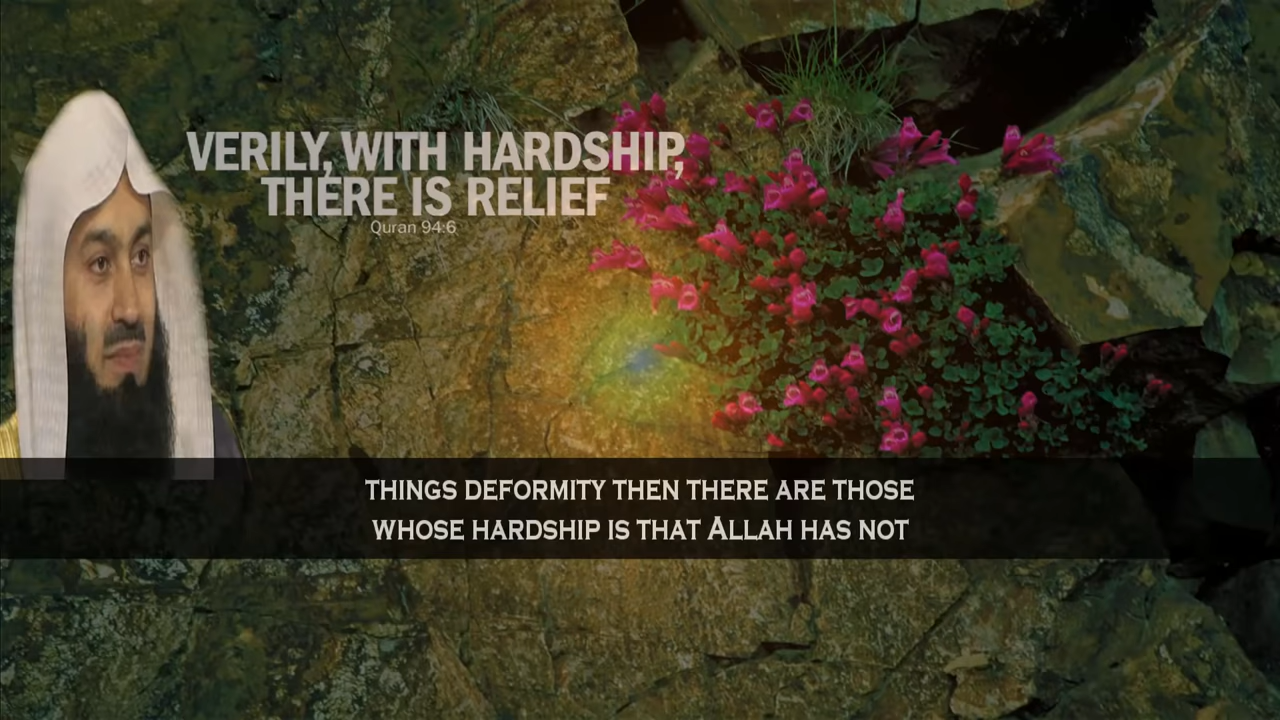 VERILY, WITH HARDSHIP,
THERE IS RELIEF
Quran 94:6
THINGS DEFORMITY THEN THERE ARE THOSE
WHOSE HARDSHIP IS THAT ALLAH HAS NOT